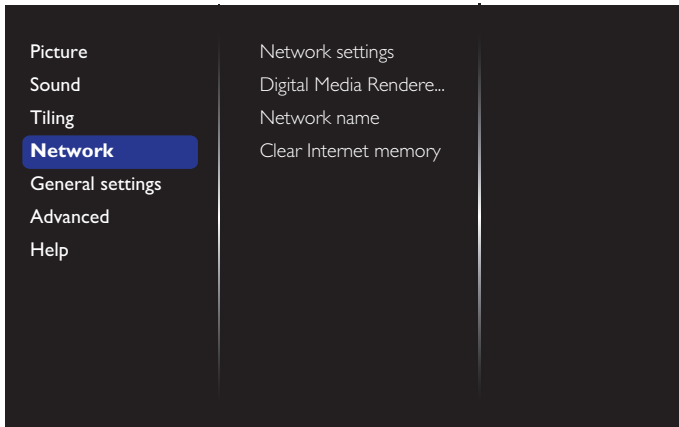 Picture
Sound
Tiling
Network
General settings
Advanced
Help
Network settings
Digital Media Rendere...
Network name
Clear Internet memory